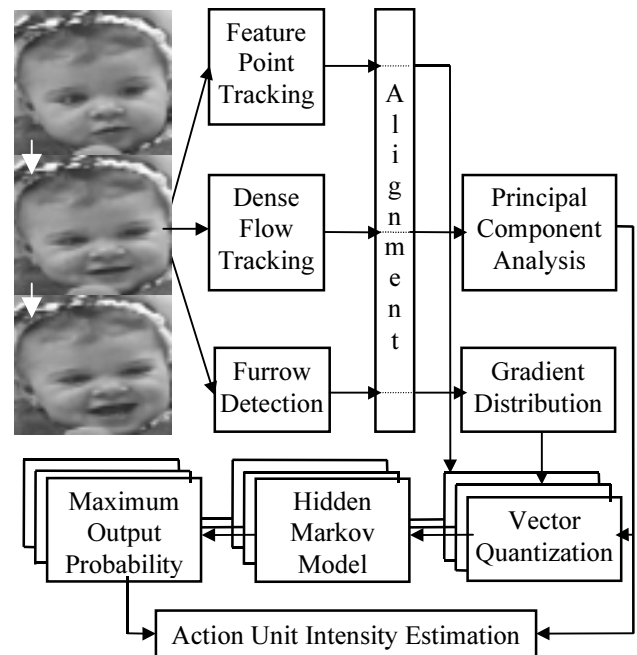 Feature
Point
Tracking
Alignment
Dense
Flow
Tracking
Principal
Component
Analysis
Furrow
Detection
Gradient
Distribution
Maximum
Output
Probability
Hidden
Markov
Model
Vector
Quantization
Action Unit Intensity Estimation